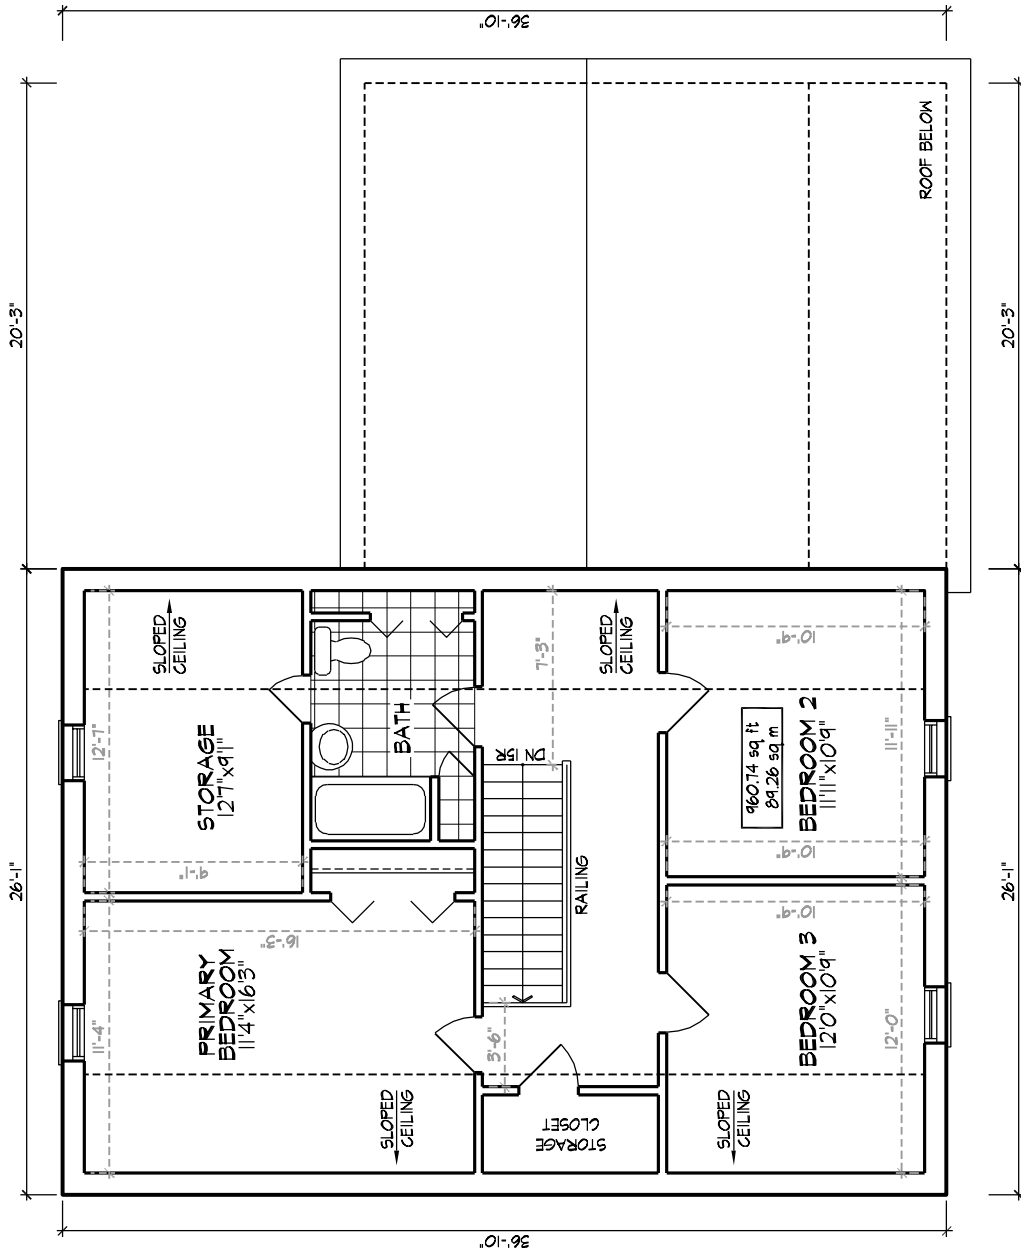 36'-10"
ROOF BELOW
20'-3"
20'-3"
SLOPED
CEILING
SLOPED
CEILING
7'-3"
10'-9"
12'-7"
STORAGE
12'7"x9'1"
BATH
DN 15R
960.74 sq ft
89.26 sq m
BEDROOM 2
11'11"x10'9"
11'-11"
9'-1"
10'-9"
RAILING
26'-1"
26'-1"
10'-9"
16'-3"
PRIMARY
BEDROOM
11'4"x16'3"
11'-4"
3'-6"
BEDROOM 3
12'0"x10'9"
12'-0"
SLOPED
CEILING
STORAGE
CLOSET
SLOPED
CEILING
36'-10"